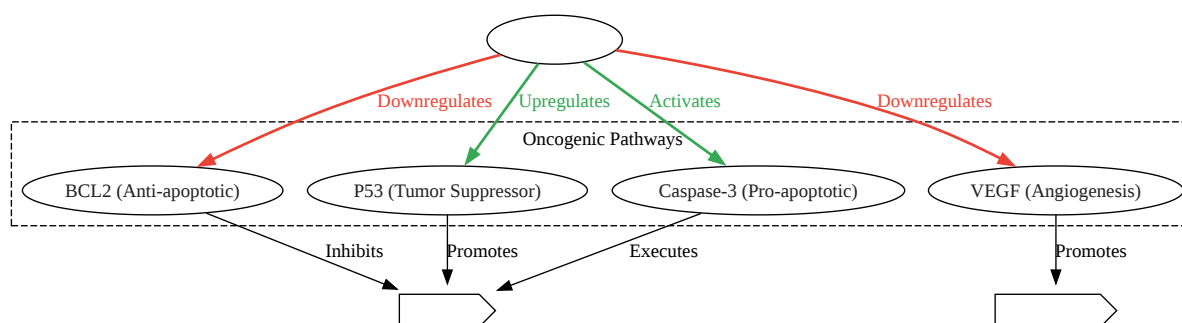 Downregulates
Upregulates
Activates
Downregulates
Oncogenic Pathways
BCL2 (Anti-apoptotic)
P53 (Tumor Suppressor)
Caspase-3 (Pro-apoptotic)
VEGF (Angiogenesis)
Inhibits
Promotes
Executes
Promotes